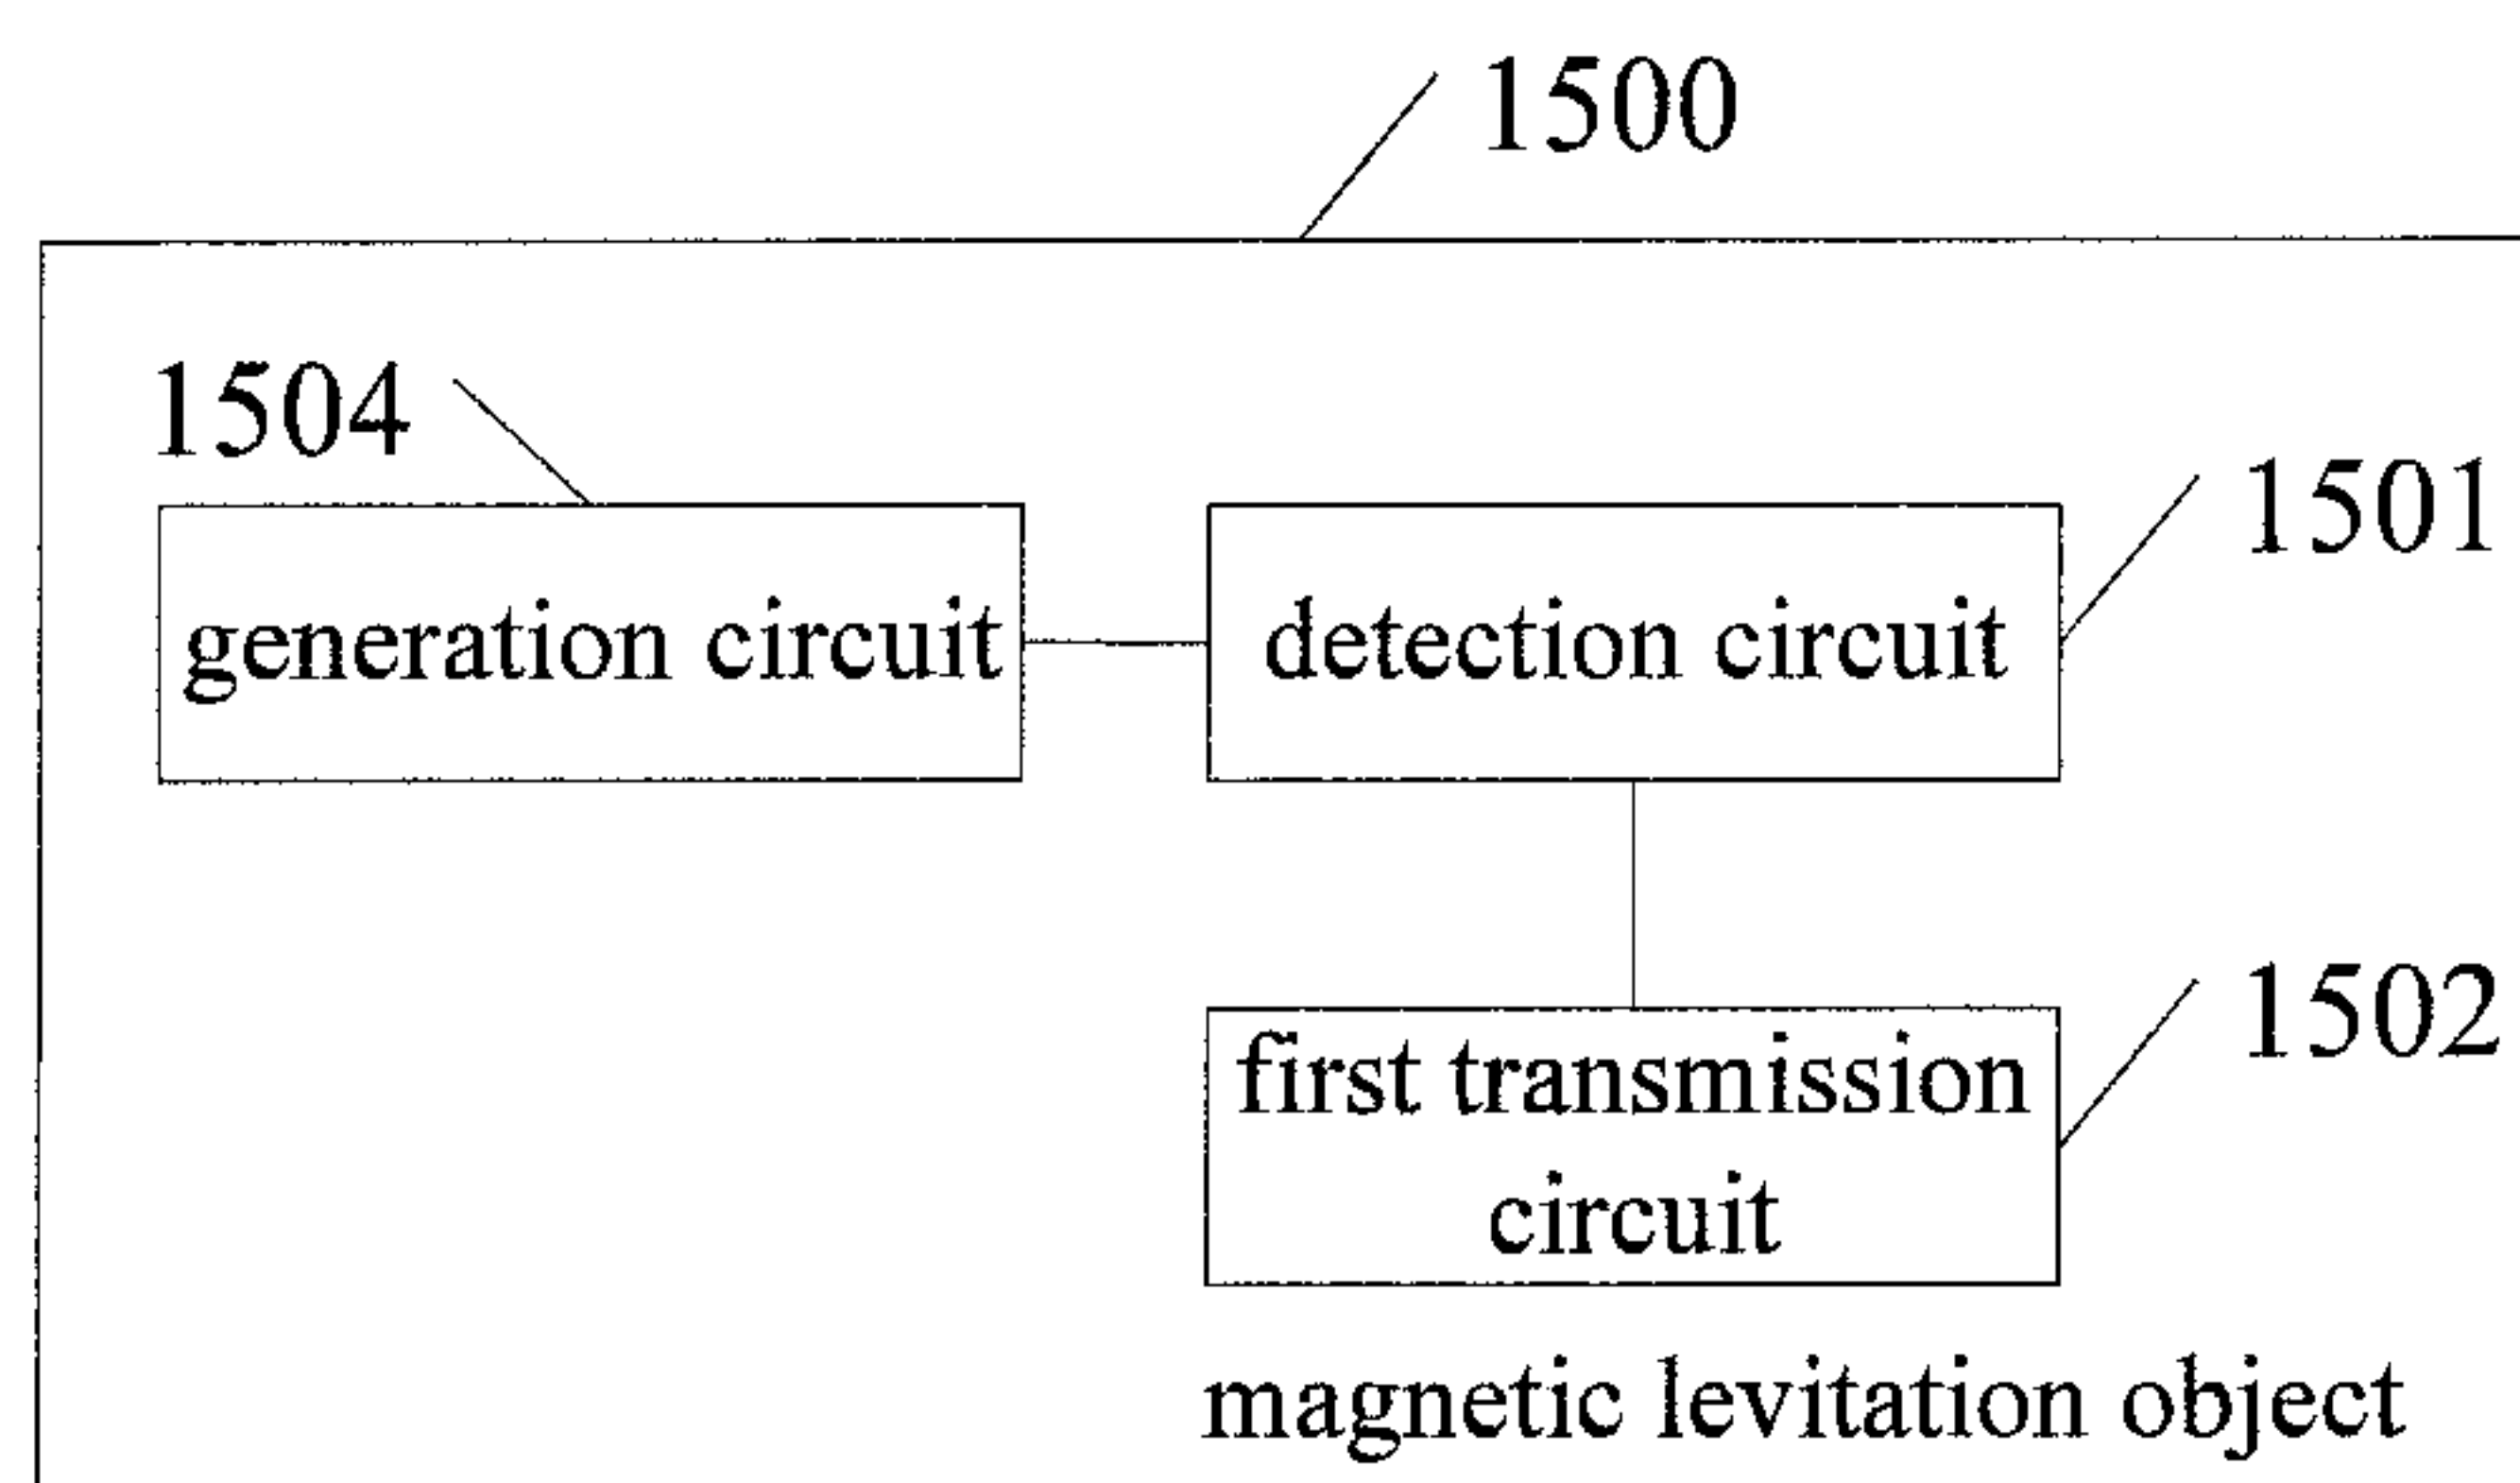 1500
1504
1501
generation circuit
detection circuit
1502
first transmission
circuit
magnetic levitation object